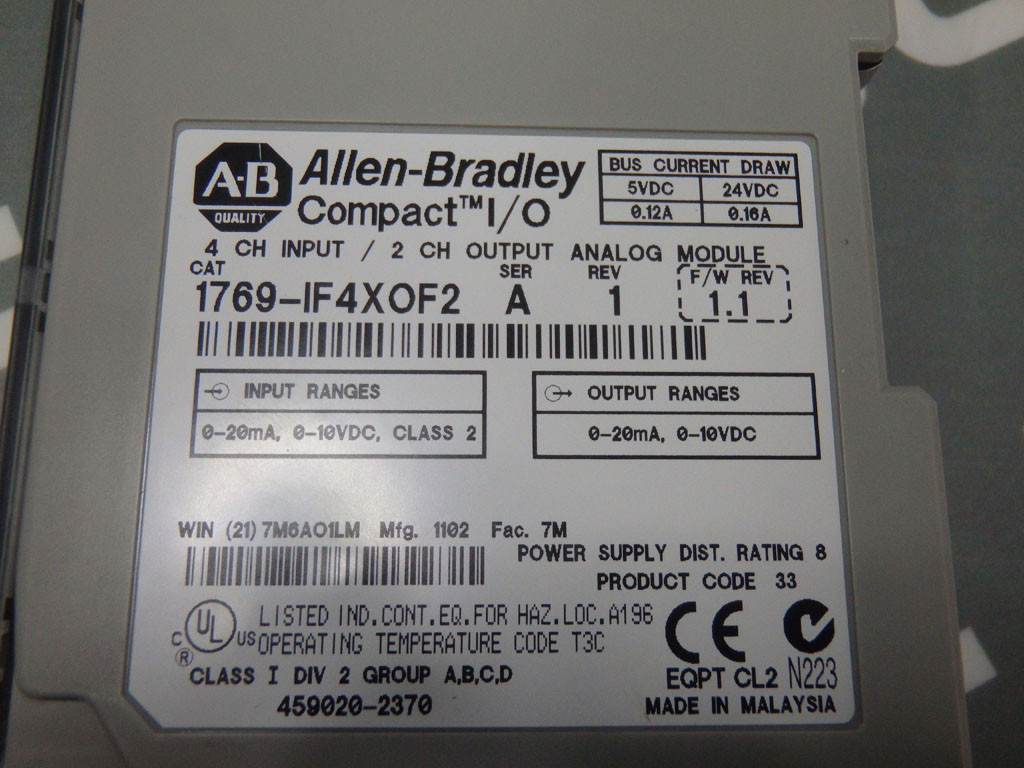 A-B
QUALITY
Allen-Bradley
Compact™ I/O
BUS CURRENT DRAW
5VDC 24VDC
0.12A 0.16A
4 CH INPUT / 2 CH OUTPUT ANALOG MODULE
CAT SER REV F/W REV
1769-IF4XOF2 A 1 1.1
INPUT RANGES
0-20mA, 0-10VDC, CLASS 2
OUTPUT RANGES
0-20mA, 0-10VDC
WIN (21) 7M6A01LM Mfg. 1102 Fac. 7M
POWER SUPPLY DIST. RATING 8
PRODUCT CODE 33
C UL US ®
LISTED IND.CONT.EQ.FOR HAZ.LOC.A196
OPERATING TEMPERATURE CODE T3C
CLASS I DIV 2 GROUP A,B,C,D
459020-2370
CE
EQPT CL2 N223
MADE IN MALAYSIA